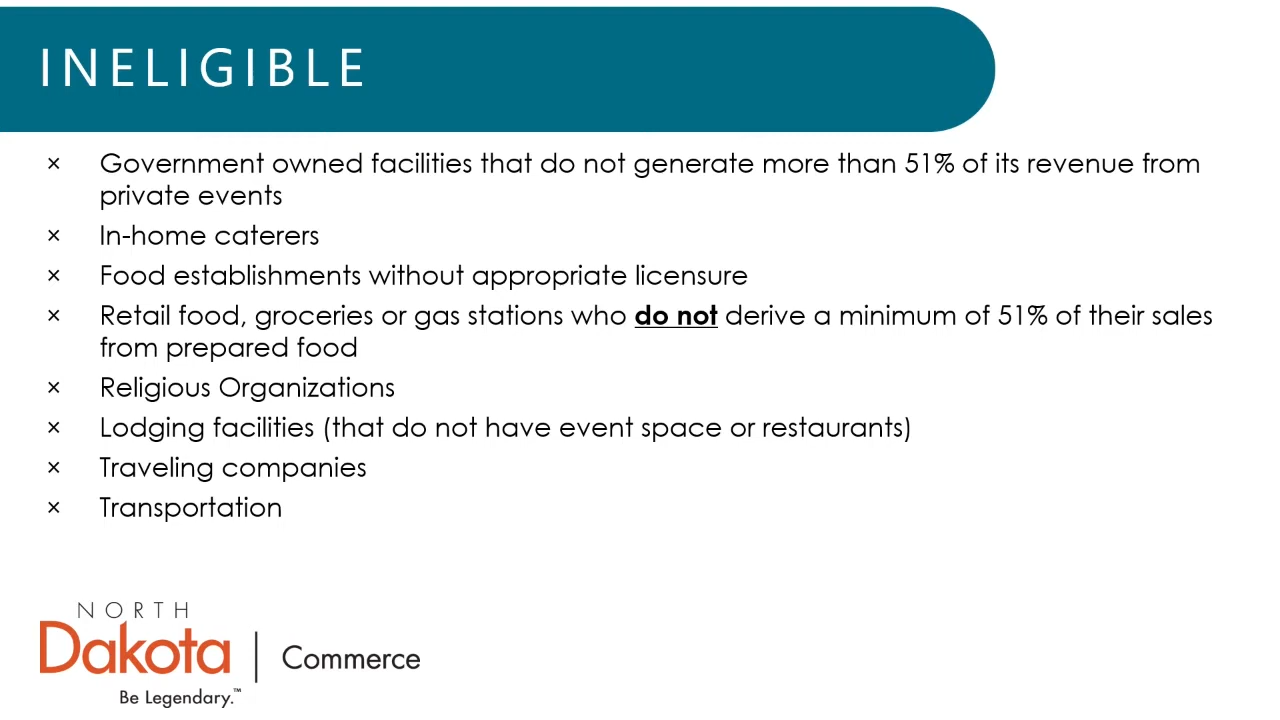 INELIGIBLE
× Government owned facilities that do not generate more than 51% of its revenue from
private events
× In-home caterers
× Food establishments without appropriate licensure
× Retail food, groceries or gas stations who do not derive a minimum of 51% of their sales
from prepared food
× Religious Organizations
× Lodging facilities (that do not have event space or restaurants)
× Traveling companies
× Transportation
NORTH
Dakota | Commerce
Be Legendary.™